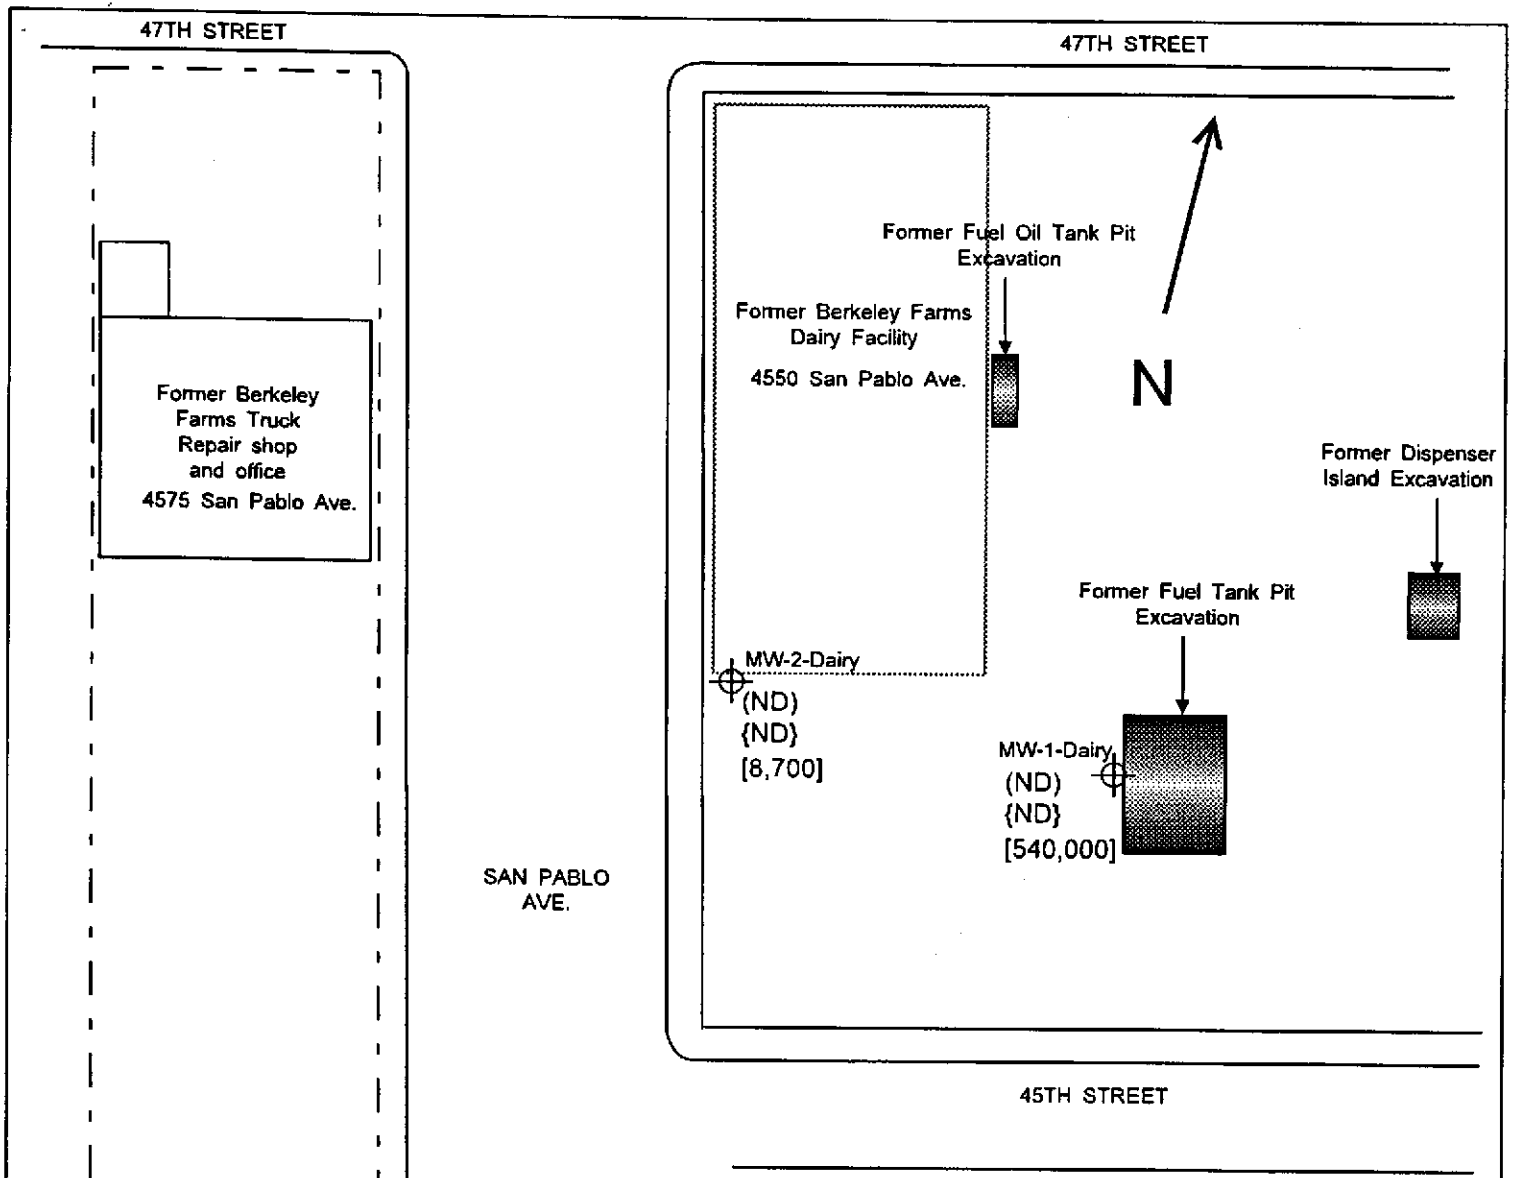 47TH STREET
47TH STREET
Former Fuel Oil Tank Pit
Excavation
Former Berkeley Farms
Dairy Facility
4550 San Pablo Ave.
N
Former Berkeley
Farms Truck
Repair shop
and office
4575 San Pablo Ave.
Former Dispenser
Island Excavation
Former Fuel Tank Pit
Excavation
MW-2-Dairy
(ND)
{ND}
[8,700]
MW-1-Dairy
(ND)
{ND}
[540,000]
SAN PABLO
AVE.
45TH STREET